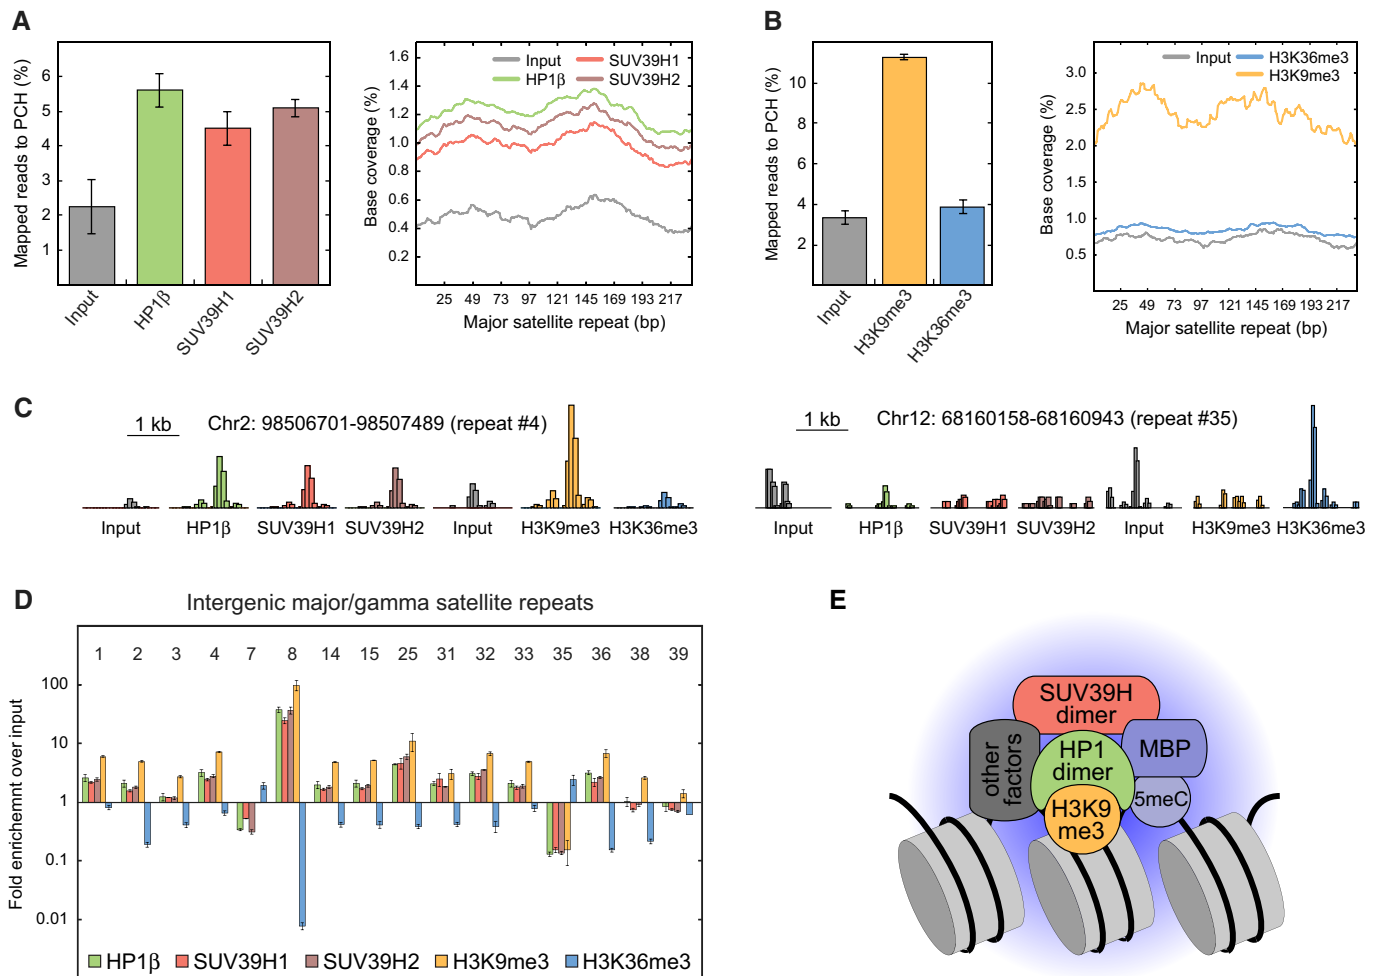 A
Mapped reads to PCH (%)
6
5
4
3
2
1
Input
HP1β
SUV39H1
SUV39H2
Base coverage (%)
1.6
1.4
1.2
1.0
0.8
0.6
0.4
0.2
Input
SUV39H1
HP1β
SUV39H2
25 49 73 97 121 145 169 193 217
Major satellite repeat (bp)
B
Mapped reads to PCH (%)
10
8
6
4
2
Input
H3K9me3
H3K36me3
Base coverage (%)
3.0
2.5
2.0
1.5
1.0
0.5
Input
H3K36me3
H3K9me3
25 49 73 97 121 145 169 193 217
Major satellite repeat (bp)
C
1 kb
Chr2: 98506701-98507489 (repeat #4)
Input HP1β SUV39H1 SUV39H2 Input H3K9me3 H3K36me3
1 kb
Chr12: 68160158-68160943 (repeat #35)
Input HP1β SUV39H1 SUV39H2 Input H3K9me3 H3K36me3
D
Intergenic major/gamma satellite repeats
1 2 3 4 7 8 14 15 25 31 32 33 35 36 38 39
Fold enrichemnt over input
100
10
1
0.1
0.01
HP1β SUV39H1 SUV39H2 H3K9me3 H3K36me3
E
SUV39H
dimer
other
factors
HP1
dimer
MBP
H3K9
me3
5meC